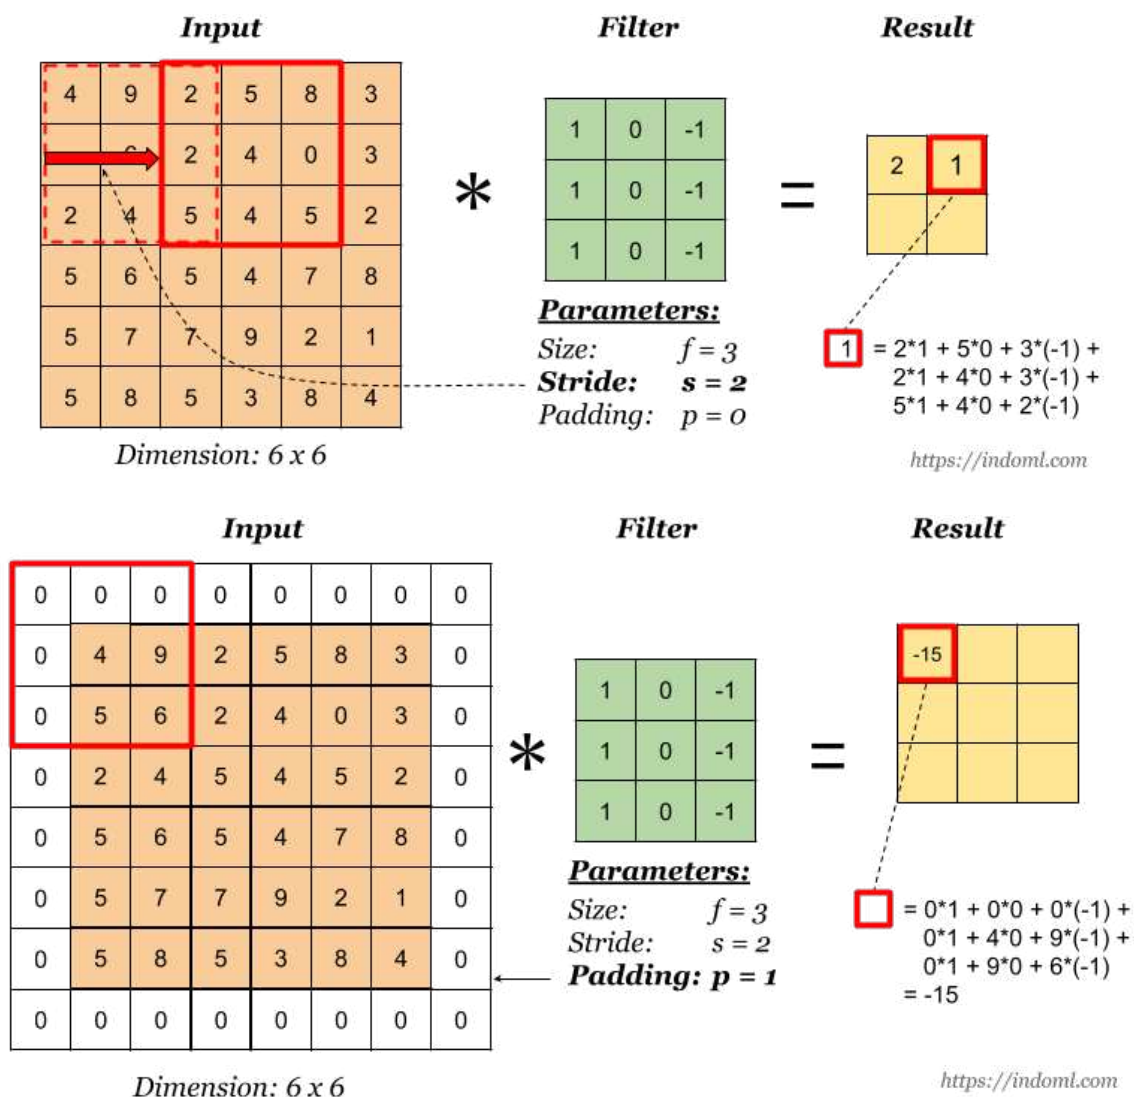 Input Filter Result
4 9 2 5 8 3
2 4 0 3
2 4 5 4 5 2
5 6 5 4 7 8
5 7 7 9 2 1
5 8 5 3 8 4
Dimension: 6 x 6
*
1 0 -1
1 0 -1
1 0 -1
Parameters:
Size: f = 3
Stride: s = 2
Padding: p = 0
=
2 1
1 = 2*1 + 5*0 + 3*(-1) +
2*1 + 4*0 + 3*(-1) +
5*1 + 4*0 + 2*(-1)
https://indoml.com
Input Filter Result
0 0 0 0 0 0 0 0
0 4 9 2 5 8 3 0
0 5 6 2 4 0 3 0
0 2 4 5 4 5 2 0
0 5 6 5 4 7 8 0
0 5 7 7 9 2 1 0
0 5 8 5 3 8 4 0
0 0 0 0 0 0 0 0
Dimension: 6 x 6
*
1 0 -1
1 0 -1
1 0 -1
Parameters:
Size: f = 3
Stride: s = 2
Padding: p = 1
=
-15
= 0*1 + 0*0 + 0*(-1) +
0*1 + 4*0 + 9*(-1) +
0*1 + 9*0 + 6*(-1)
= -15
https://indoml.com